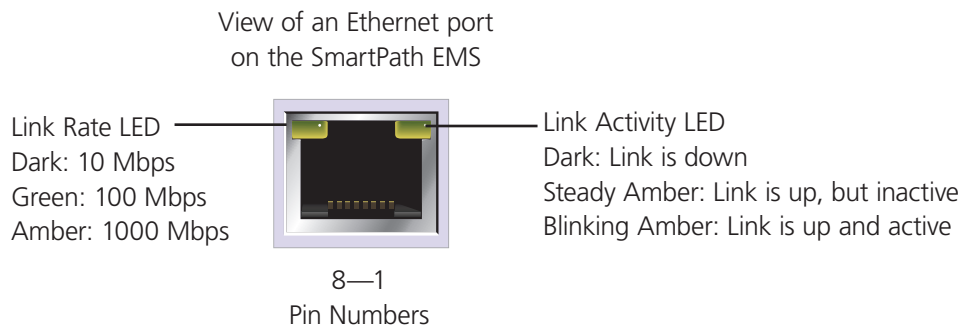 View of an Ethernet port
on the SmartPath EMS
Link Rate LED
Dark: 10 Mbps
Green: 100 Mbps
Amber: 1000 Mbps
Link Activity LED
Dark: Link is down
Steady Amber: Link is up, but inactive
Blinking Amber: Link is up and active
8—1
Pin Numbers